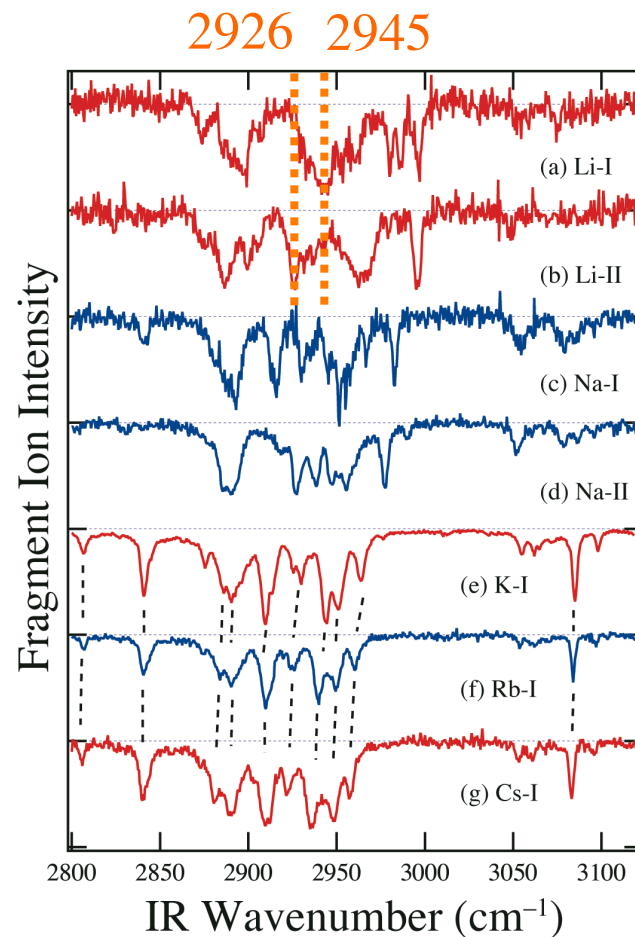 2926 2945
(a) Li-I
(b) Li-II
(c) Na-I
(d) Na-II
(e) K-I
(f) Rb-I
(g) Cs-I
Fragment Ion Intensity
2800 2850 2900 2950 3000 3050 3100
IR Wavenumber (cm⁻¹)